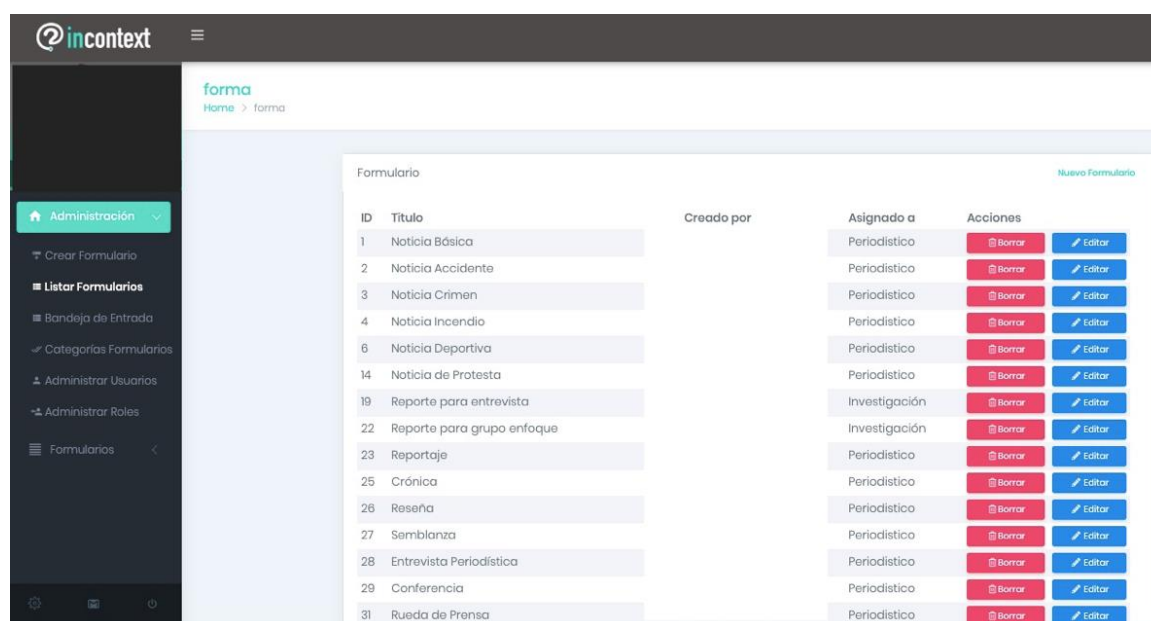 incontext
forma
Home > forma
Administración
Crear Formulario
Listar Formularios
Bandeja de Entrada
Categorías Formularios
Administrar Usuarios
Administrar Roles
Formularios
Formulario Nuevo Formulario
ID Titulo Creado por Asignado a Acciones
1 Noticia Básica Periodistico Borrar Editar
2 Noticia Accidente Periodistico Borrar Editar
3 Noticia Crimen Periodistico Borrar Editar
4 Noticia Incendio Periodistico Borrar Editar
6 Noticia Deportiva Periodistico Borrar Editar
14 Noticia de Protesta Periodistico Borrar Editar
19 Reporte para entrevista Investigación Borrar Editar
22 Reporte para grupo enfoque Investigación Borrar Editar
23 Reportaje Periodistico Borrar Editar
25 Crónica Periodistico Borrar Editar
26 Reseña Periodistico Borrar Editar
27 Semblanza Periodistico Borrar Editar
28 Entrevista Periodística Periodistico Borrar Editar
29 Conferencia Periodistico Borrar Editar
31 Rueda de Prensa Periodistico Borrar Editar